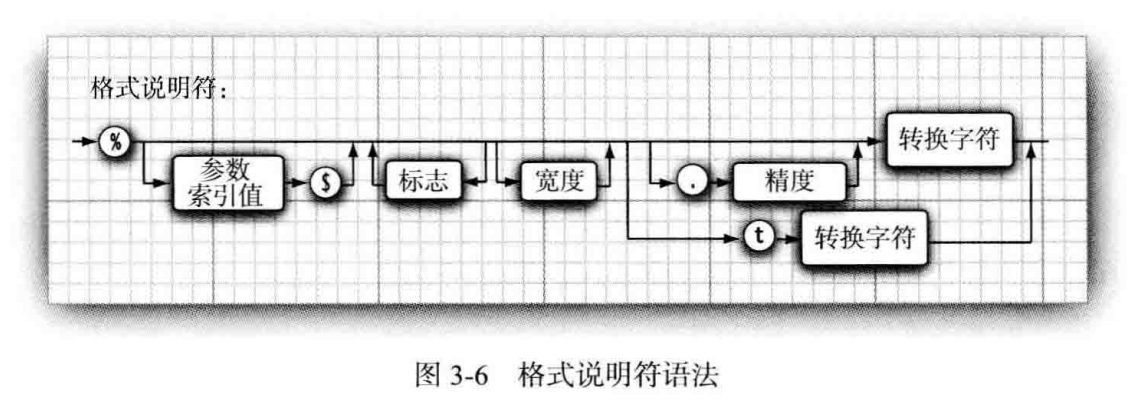 格式说明符：
%
转换字符
参数
索引值
$
标志
宽度
.
精度
t
转换字符
图 3-6 格式说明符语法